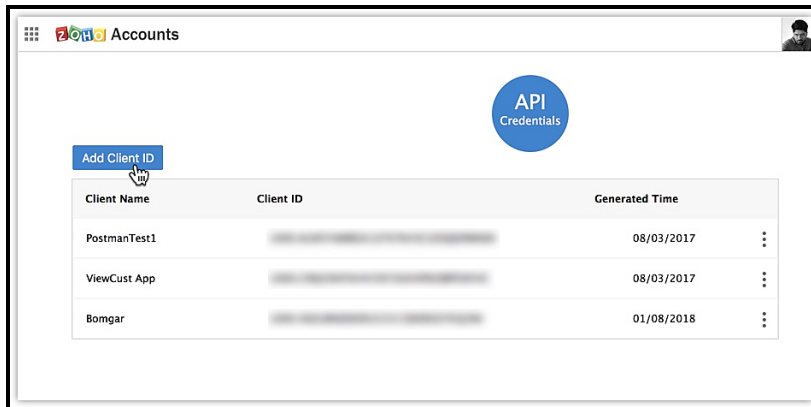 ZOHO Accounts
API
Credentials
Add Client ID
Client Name Client ID Generated Time
PostmanTest1 08/03/2017
ViewCust App 08/03/2017
Bomgar 01/08/2018